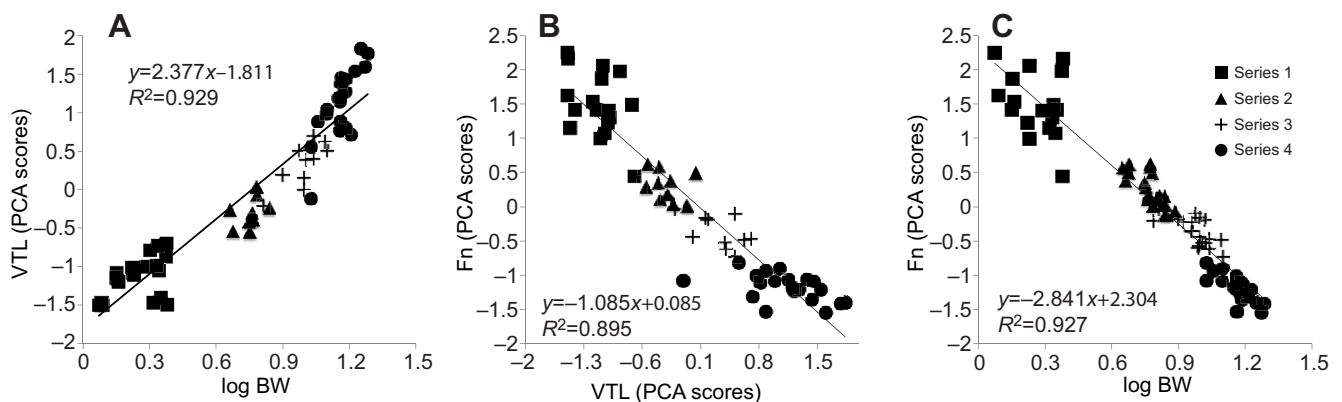 A
2
1.5
1
0.5
0
–0.5
–1
–1.5
–2
VTL (PCA scores)
y=2.377x–1.811
R²=0.929
0 0.3 0.6 0.9 1.2 1.5
log BW
B
2.5
2
1.5
1
0.5
0
–0.5
–1
–1.5
–2
Fn (PCA scores)
y=–1.085x+0.085
R²=0.895
–2 –1.3 –0.6 0.1 0.8 1.5
VTL (PCA scores)
C
2.5
2
1.5
1
0.5
0
–0.5
–1
–1.5
–2
Series 1
Series 2
Series 3
Series 4
y=–2.841x+2.304
R²=0.927
0 0.3 0.6 0.9 1.2 1.5
log BW